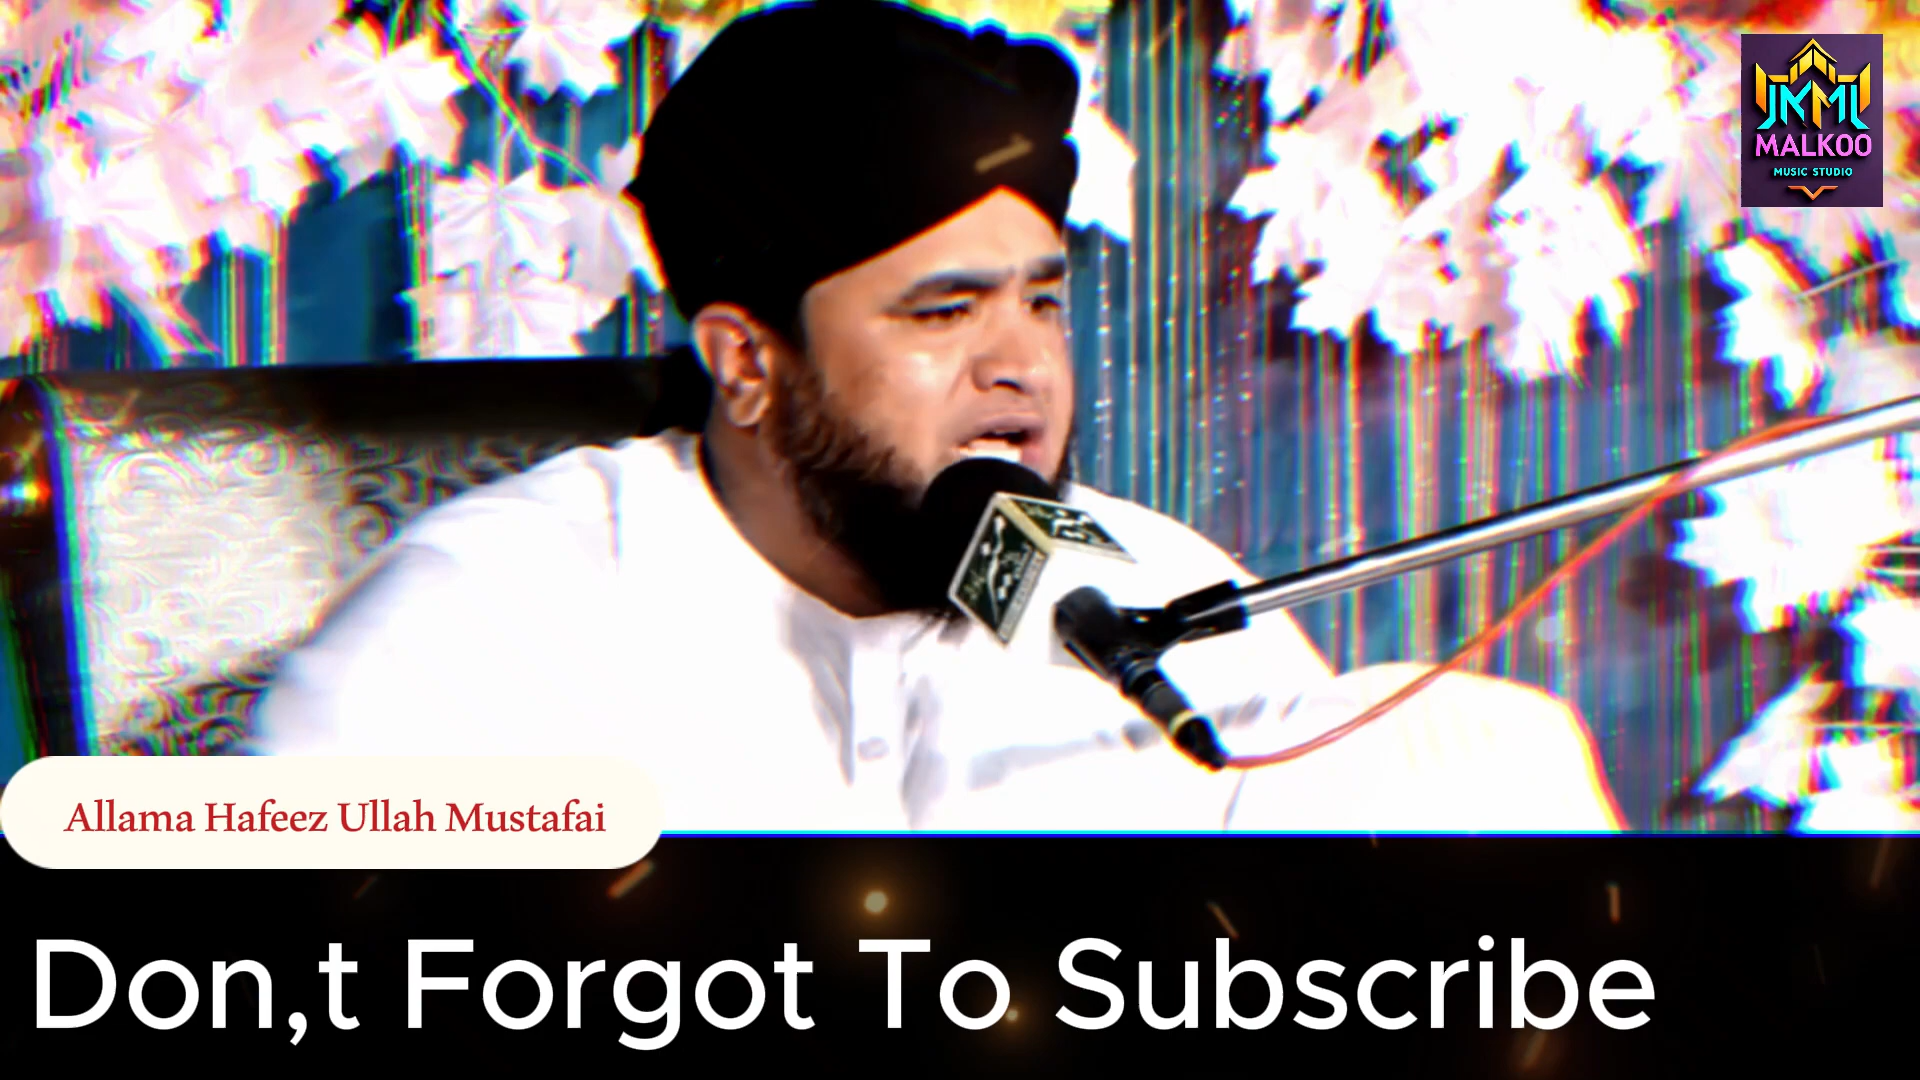 MALKOO
MUSIC STUDIO
Allama Hafeez Ullah Mustafai
Don,t Forgot To Subscribe